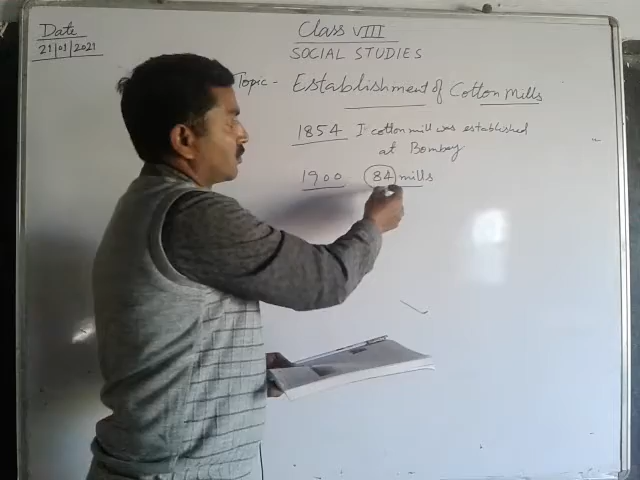 Date
21/01/2021
Class VIII
SOCIAL STUDIES
Topic - Establishment of Cotton Mills
1854 I cotton mill was established
at Bombay
1900 84 mills